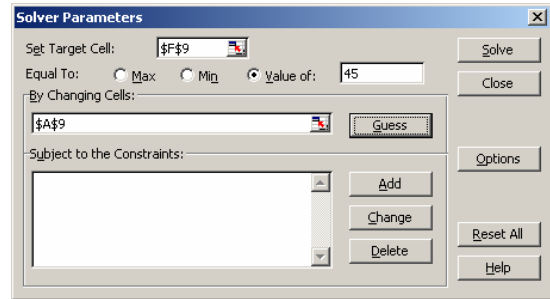 Solver Parameters
Set Target Cell: $F$9 Solve
Equal To: Max Min Value of: 45 Close
By Changing Cells:
$A$9 Guess
Subject to the Constraints: Options
Add
Change
Reset All
Delete
Help